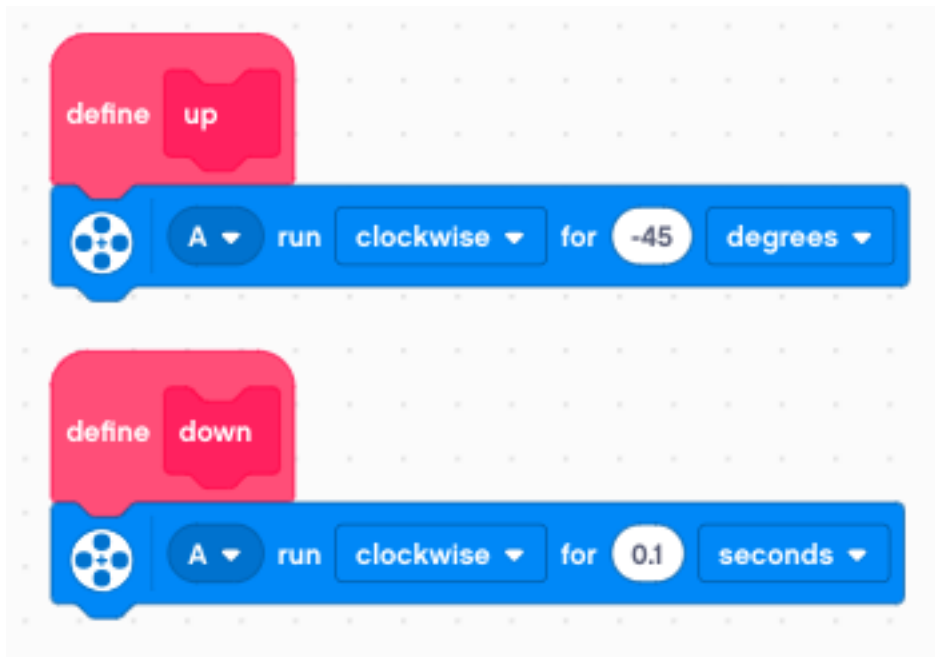 define up
A run clockwise for -45 degrees
define down
A run clockwise for 0.1 seconds